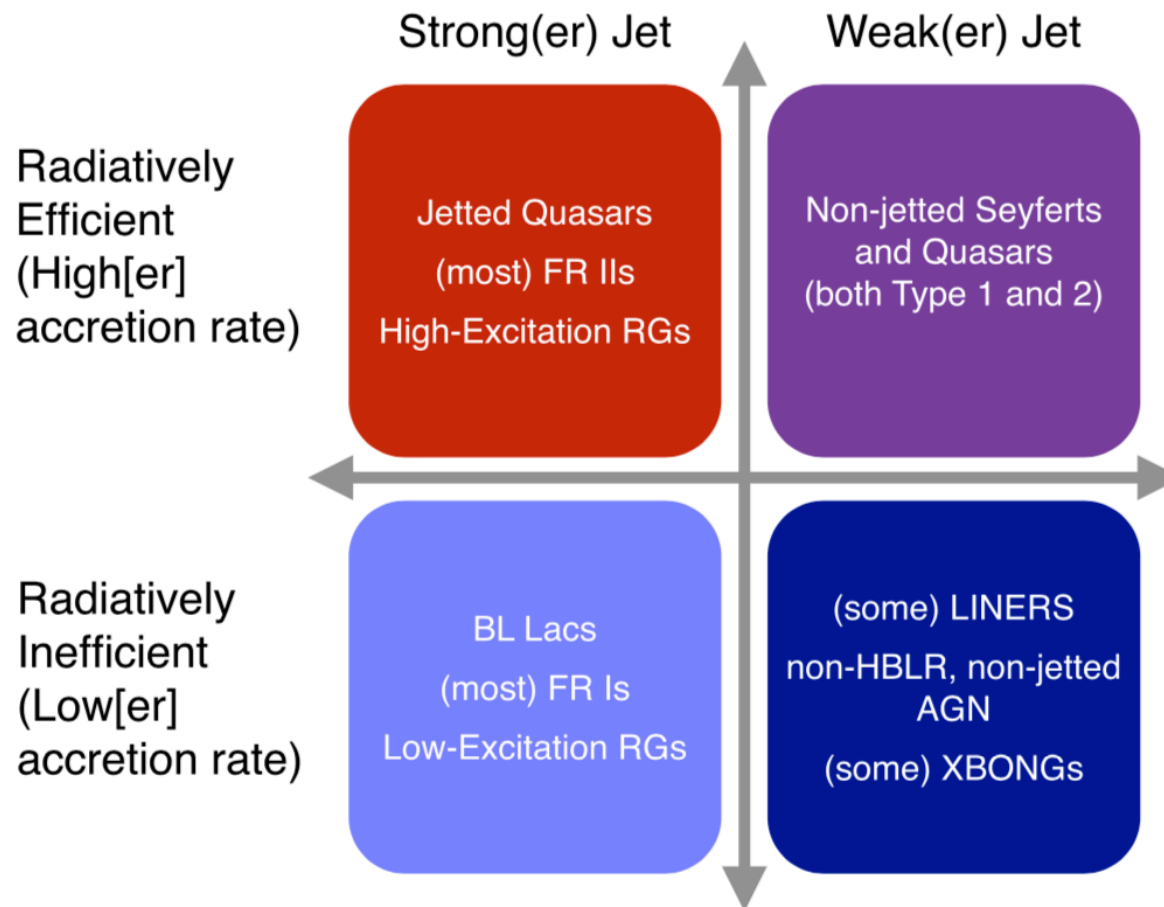 Strong(er) Jet
Weak(er) Jet
Radiatively
Efficient
(High[er]
accretion rate)
Jetted Quasars
(most) FR IIs
High-Excitation RGs
Non-jetted Seyferts
and Quasars
(both Type 1 and 2)
Radiatively
Inefficient
(Low[er]
accretion rate)
BL Lacs
(most) FR Is
Low-Excitation RGs
(some) LINERS
non-HBLR, non-jetted
AGN
(some) XBONGs